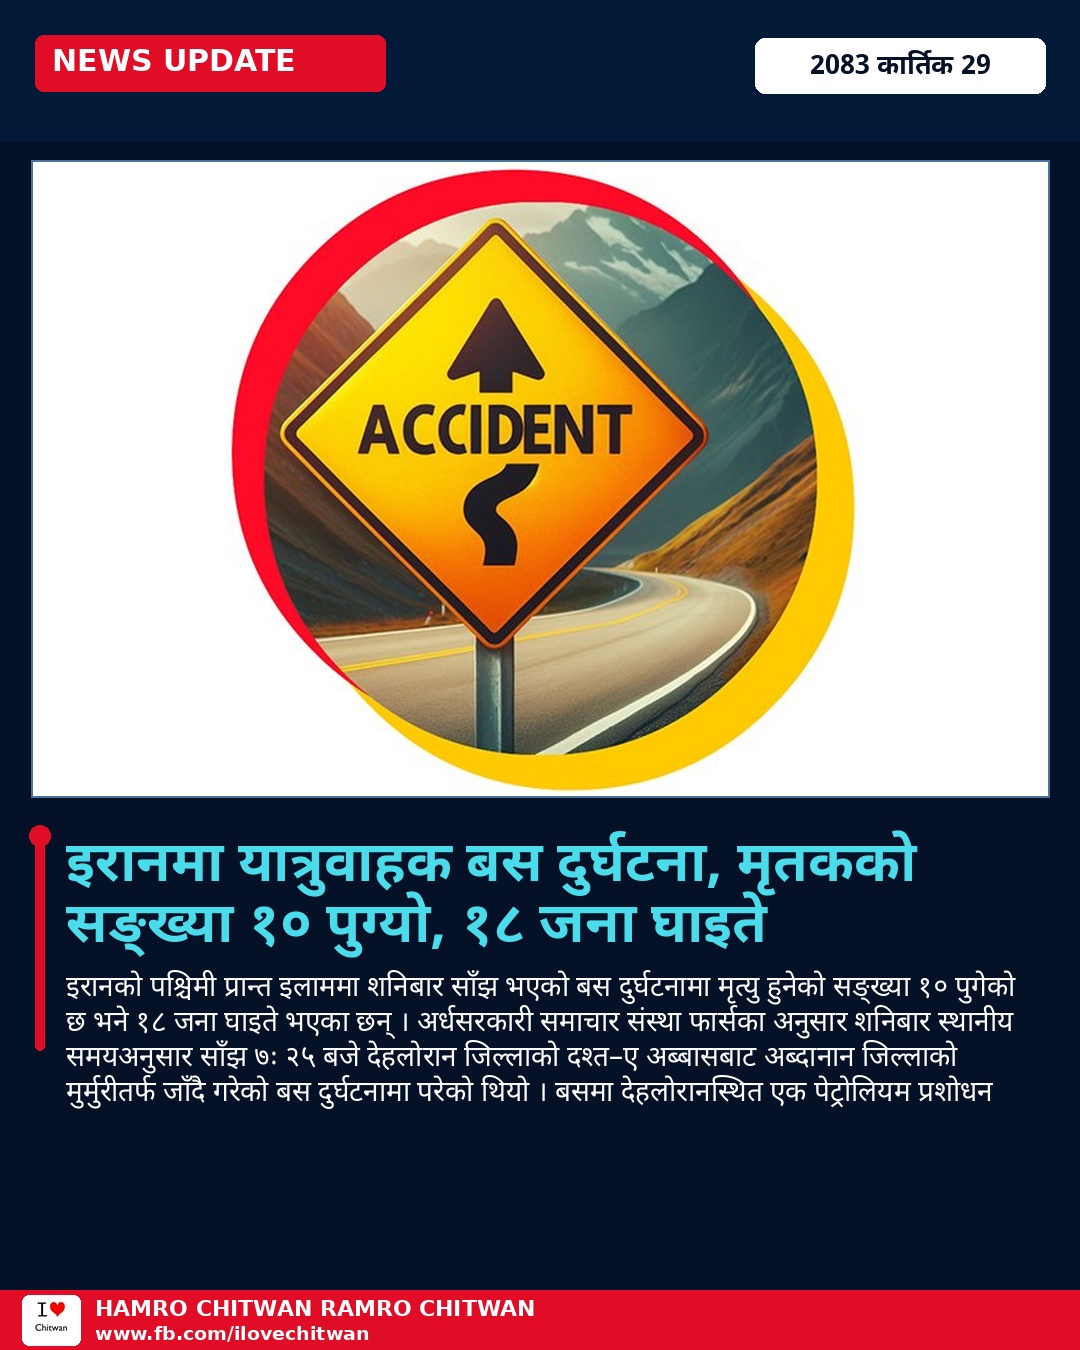 NEWS UPDATE
2083 कार्तिक 29
ACCIDENT
इरानमा यात्रुवाहक बस दुर्घटना, मृतकको
सङ्ख्या १० पुग्यो, १८ जना घाइते
इरानको पश्चिमी प्रान्त इलाममा शनिबार साँझ भएको बस दुर्घटनामा मृत्यु हुनेको सङ्ख्या १० पुगेको
छ भने १८ जना घाइते भएका छन् । अर्धसरकारी समाचार संस्था फार्सका अनुसार शनिबार स्थानीय
समयअनुसार साँझ ७ः २५ बजे देहलोरान जिल्लाको दश्त–ए अब्बासबाट अब्दानान जिल्लाको
मुर्मुरीतर्फ जाँदै गरेको बस दुर्घटनामा परेको थियो । बसमा देहलोरानस्थित एक पेट्रोलियम प्रशोधन
I❤
Chitwan
HAMRO CHITWAN RAMRO CHITWAN
www.fb.com/ilovechitwan